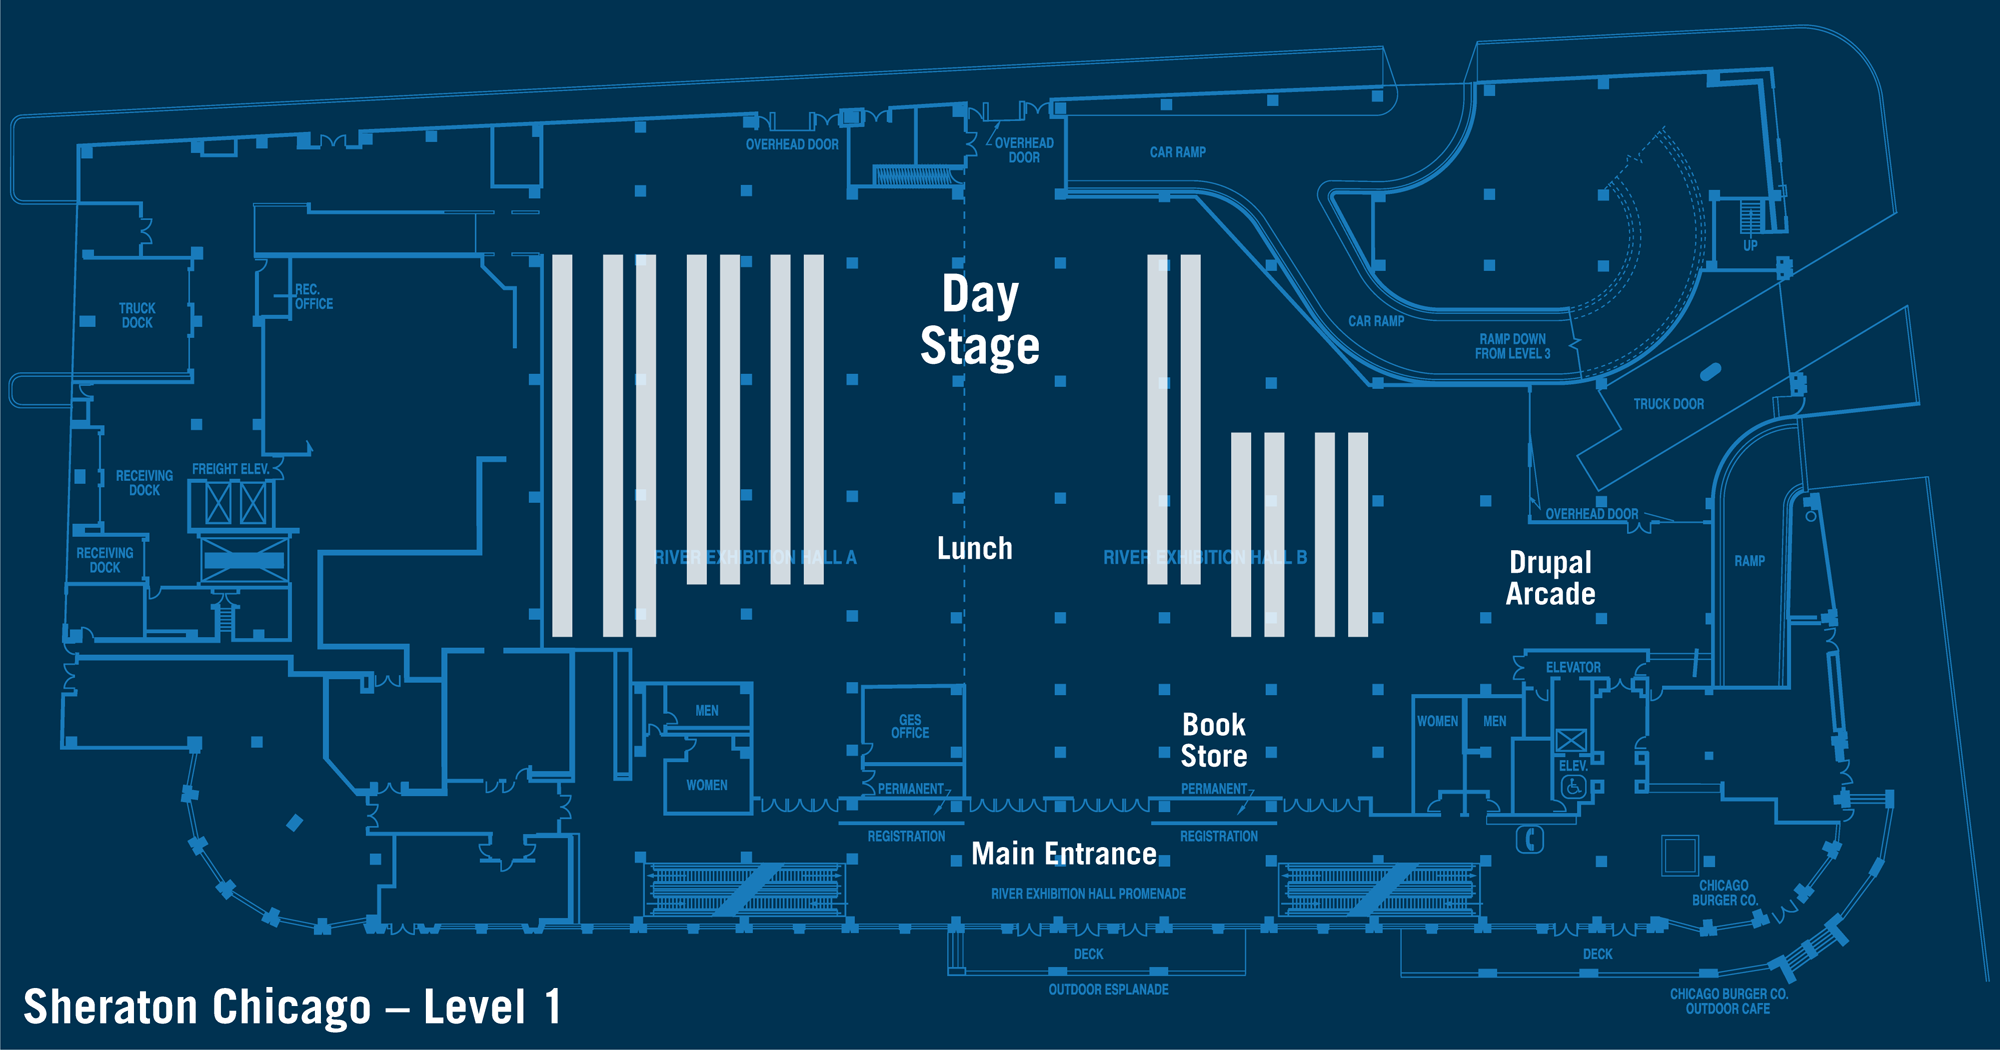 OVERHEAD DOOR
OVERHEAD
DOOR
CAR RAMP
UP
REC.
OFFICE
TRUCK
DOCK
Day
Stage
CAR RAMP
RAMP DOWN
FROM LEVEL 3
TRUCK DOOR
FREIGHT ELEV.
RECEIVING
DOCK
OVERHEAD DOOR
RECEIVING
DOCK
RIVER EXHIBITION HALL A
Lunch
RIVER EXHIBITION HALL B
Drupal
Arcade
RAMP
ELEVATOR
MEN
GES
OFFICE
Book
Store
WOMEN
MEN
WOMEN
PERMANENT
PERMANENT
ELEV.
REGISTRATION
REGISTRATION
Main Entrance
RIVER EXHIBITION HALL PROMENADE
CHICAGO
BURGER CO.
DECK
DECK
OUTDOOR ESPLANADE
CHICAGO BURGER CO.
OUTDOOR CAFE
Sheraton Chicago – Level 1